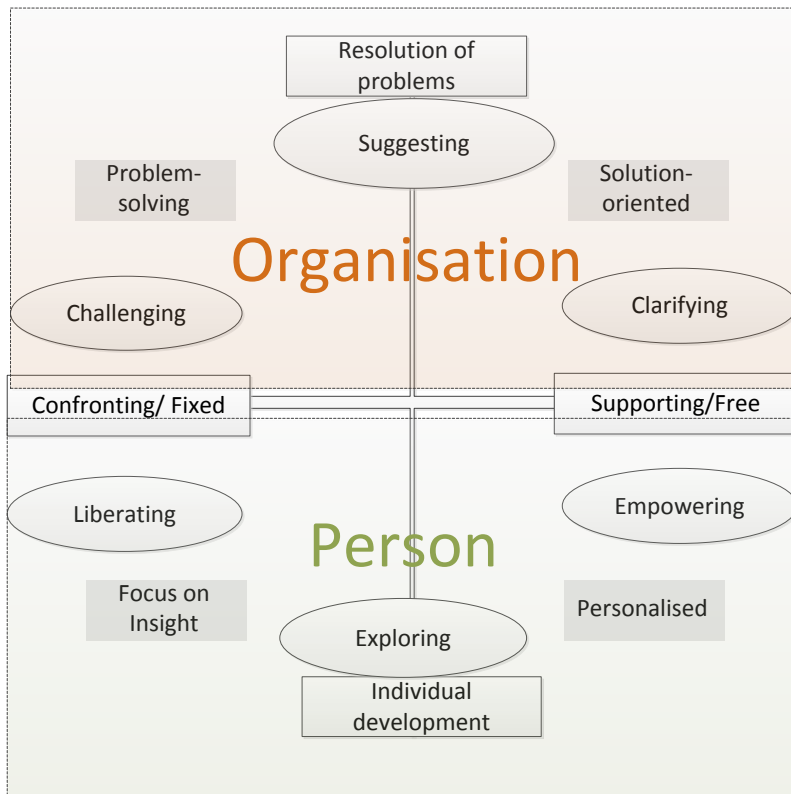 Resolution of
problems
Suggesting
Problem-
solving
Solution-
oriented
Organisation
Challenging
Clarifying
Confronting/ Fixed
Supporting/Free
Liberating
Empowering
Person
Focus on
Insight
Personalised
Exploring
Individual
development